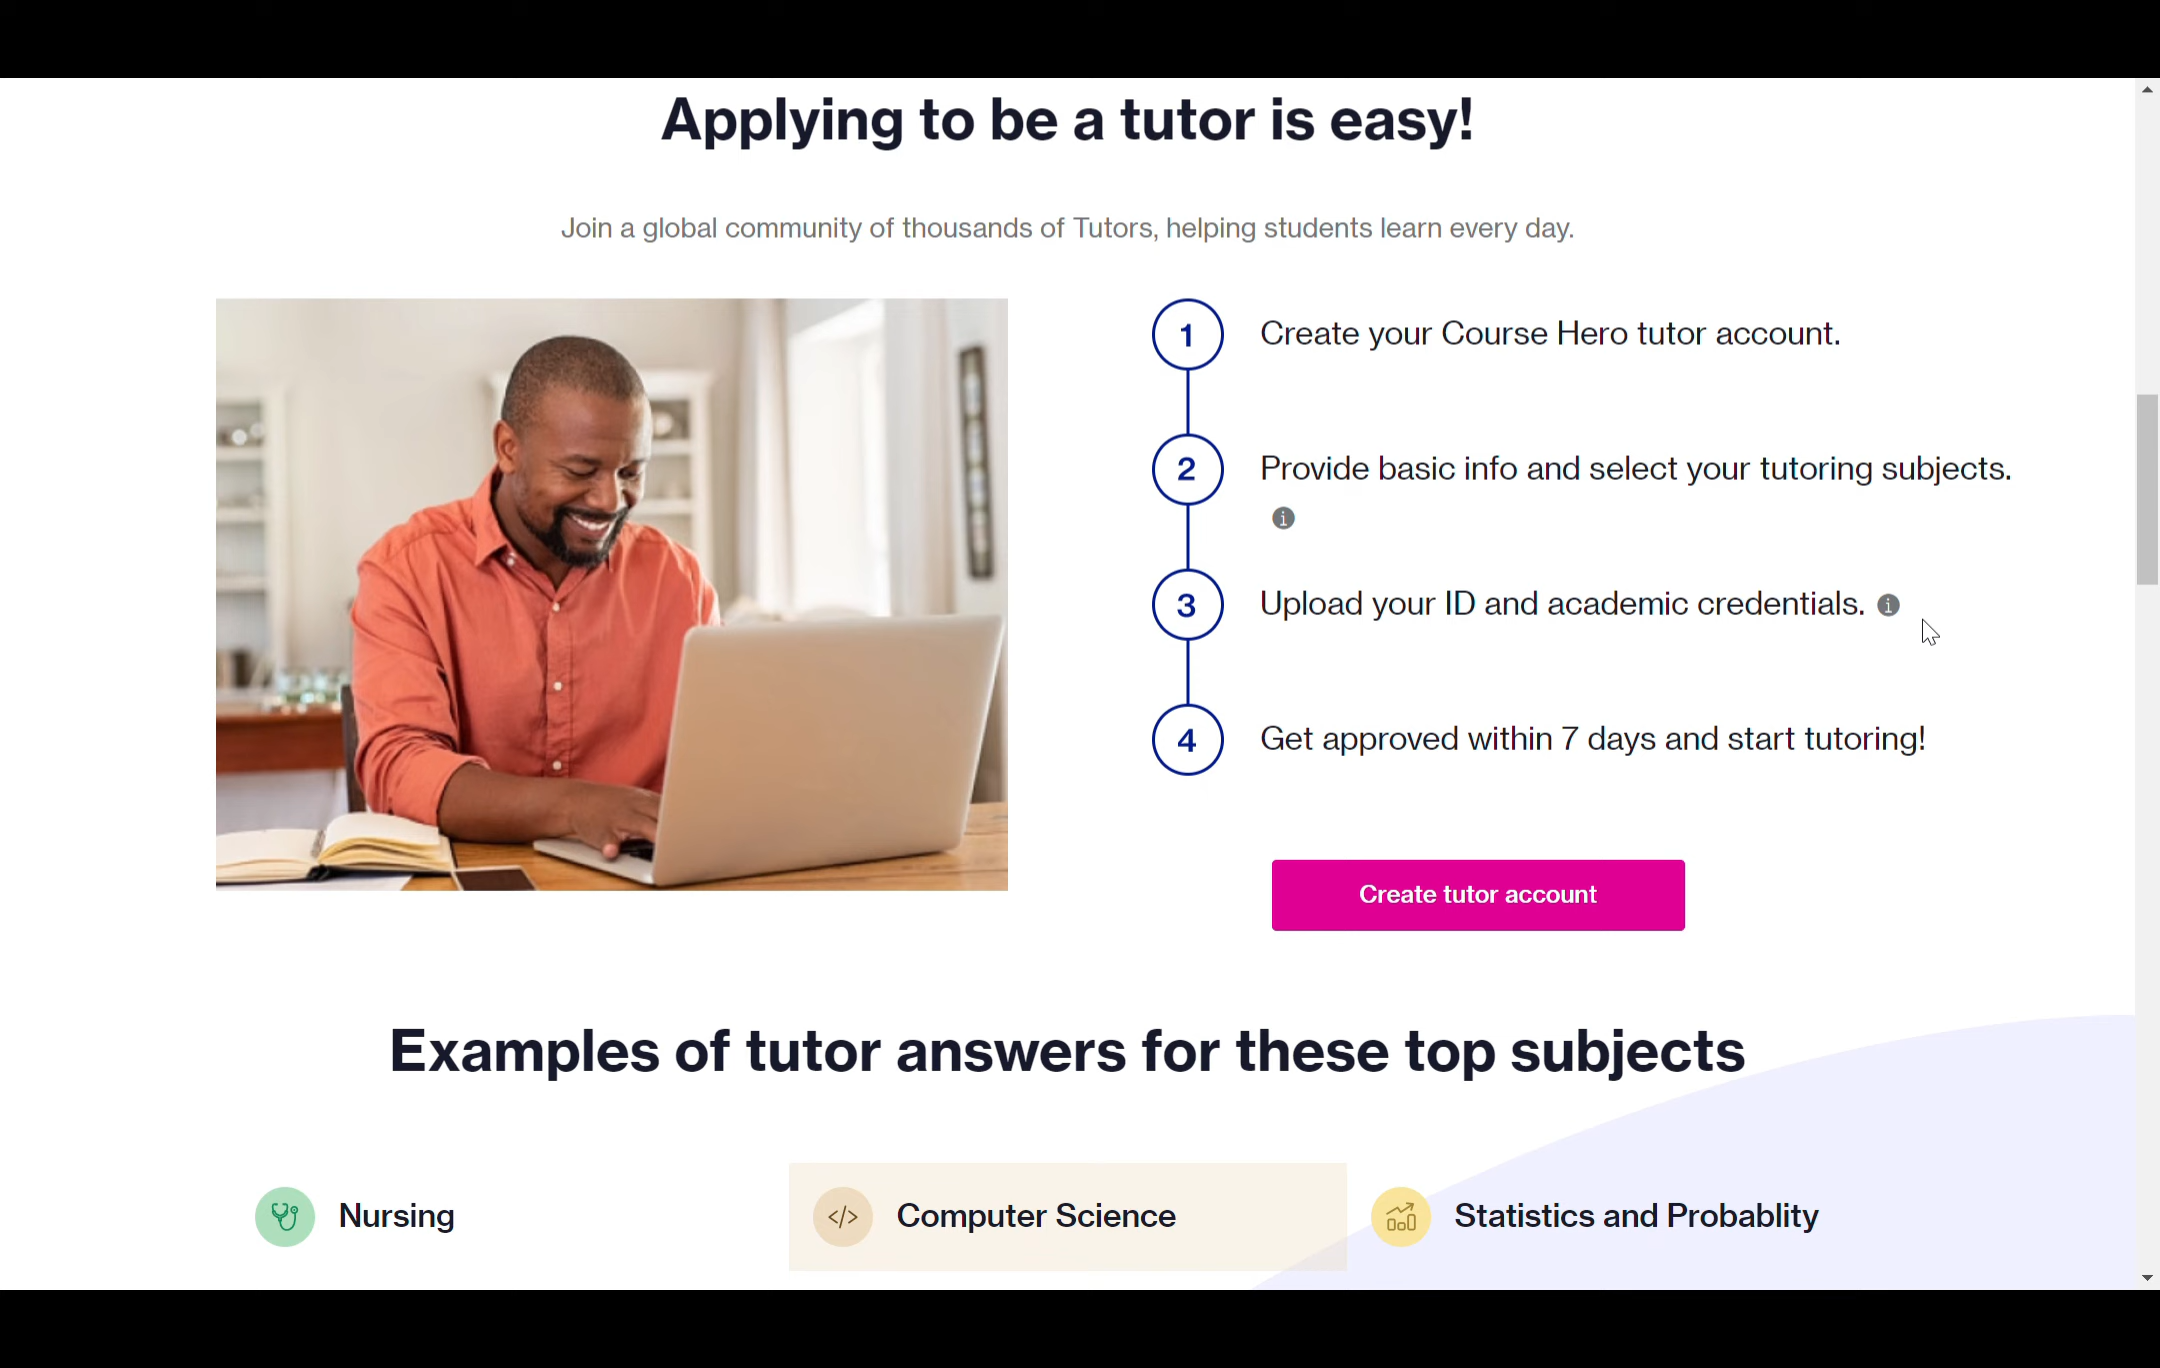 Applying to be a tutor is easy!
Join a global community of thousands of Tutors, helping students learn every day.
1 Create your Course Hero tutor account.
2 Provide basic info and select your tutoring subjects.
i
3 Upload your ID and academic credentials. i
4 Get approved within 7 days and start tutoring!
Create tutor account
Examples of tutor answers for these top subjects
Nursing
</> Computer Science
Statistics and Probablity